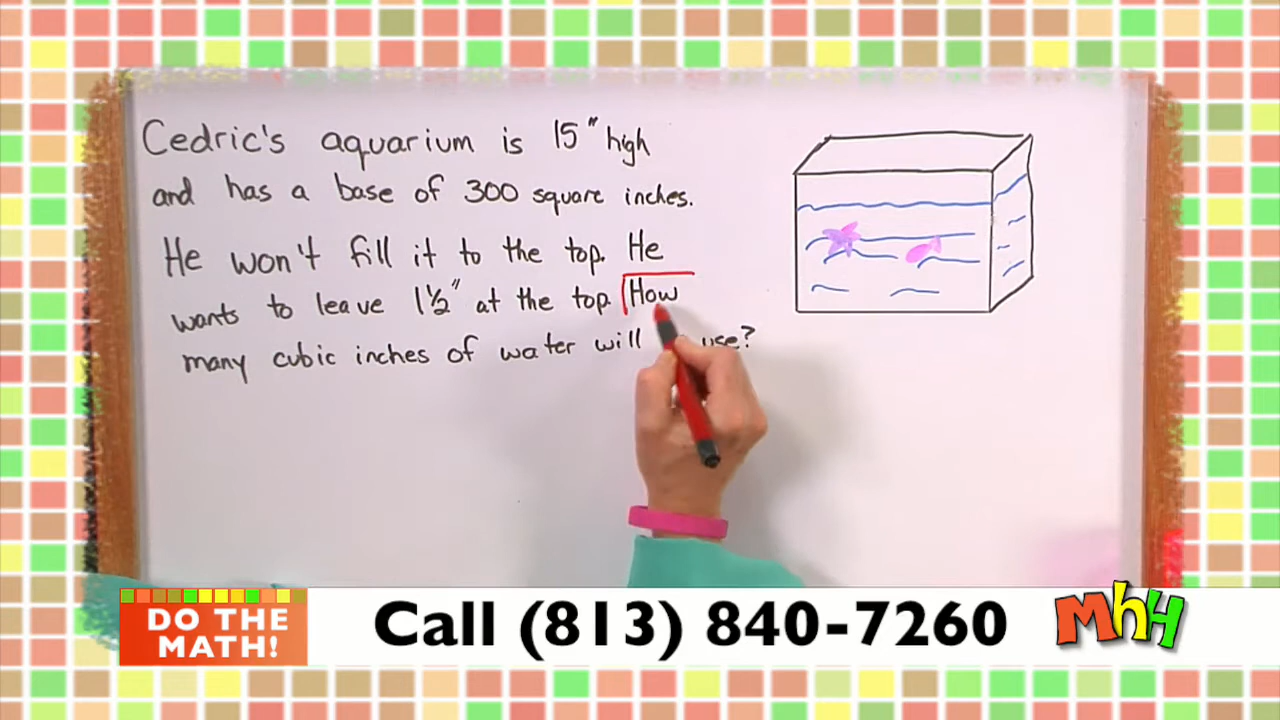 Cedric's aquarium is 15" high
and has a base of 300 square inches.
He won't fill it to the top. He
wants to leave 1½" at the top. How
many cubic inches of water will use?
DO THE
MATH!
Call (813) 840-7260
Mh4